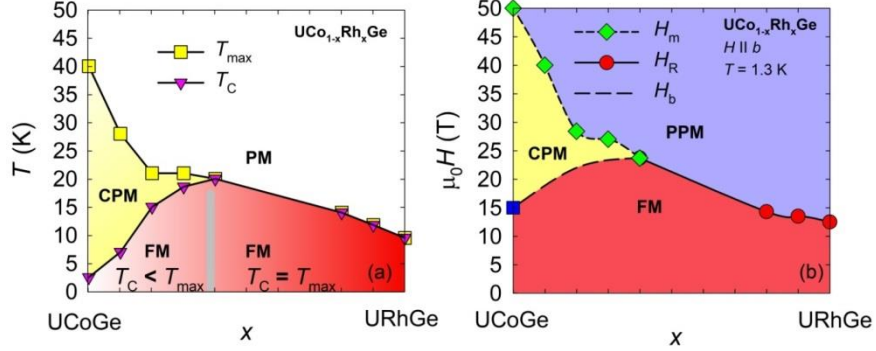 UCo1-xRhxGe
Tmax
TC
T (K)
50
45
40
35
30
25
20
15
10
5
0
PM
CPM
FM
FM
TC < Tmax
TC = Tmax
(a)
UCoGe
x
URhGe
UCo1-xRhxGe
H || b
T = 1.3 K
Hm
HR
Hb
μ0H (T)
50
45
40
35
30
25
20
15
10
5
0
PPM
CPM
FM
(b)
UCoGe
x
URhGe